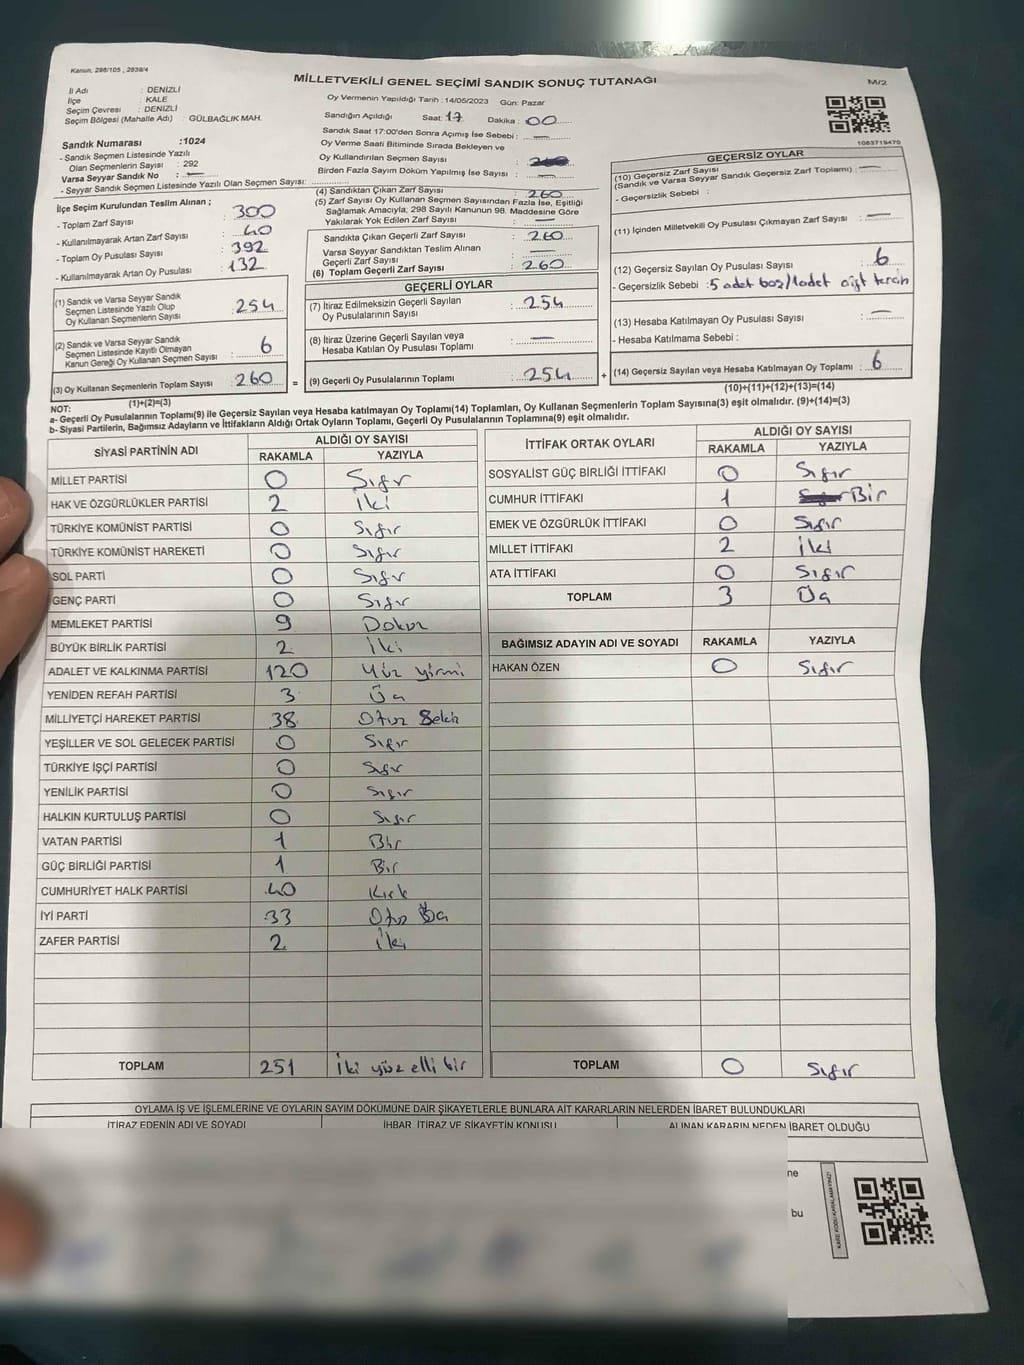 Kanun, 298/105 , 2839/4
MİLLETVEKİLİ GENEL SEÇİMİ SANDIK SONUÇ TUTANAĞI
M/2
İl Adı : DENİZLİ
İlçe : KALE
Seçim Çevresi : DENİZLİ
Seçim Bölgesi (Mahalle Adı) : GÜLBAĞLIK MAH.
Sandık Numarası :1024
- Sandık Seçmen Listesinde Yazılı
Olan Seçmenlerin Sayısı : 292
Varsa Seyyar Sandık No : —
- Seyyar Sandık Seçmen Listesinde Yazılı Olan Seçmen Sayısı:
Oy Vermenin Yapıldığı Tarih : 14/05/2023 Gün: Pazar
Sandığın Açıldığı Saat: 17 Dakika : 00
Sandık Saat 17:00'den Sonra Açımış İse Sebebi : —
Oy Verme Saati Bitiminde Sırada Bekleyen ve
Oy Kullandırılan Seçmen Sayısı :
Birden Fazla Sayım Döküm Yapılmış İse Sayısı : —
1063719470
İlçe Seçim Kurulundan Teslim Alınan ;
- Toplam Zarf Sayısı : 300
- Kullanılmayarak Artan Zarf Sayısı : 40
- Toplam Oy Pusulası Sayısı : 392
- Kullanılmayarak Artan Oy Pusulası : 132
(1) Sandık ve Varsa Seyyar Sandık
Seçmen Listesinde Yazılı Olup
Oy Kullanan Seçmenlerin Sayısı : 254
(2) Sandık ve Varsa Seyyar Sandık
Seçmen Listesinde Kayıtlı Olmayan
Kanun Gereği Oy Kullanan Seçmen Sayısı : 6
(3) Oy Kullanan Seçmenlerin Toplam Sayısı : 260 =
(1)+(2)=(3)
(4) Sandıktan Çıkan Zarf Sayısı : 260
(5) Zarf Sayısı Oy Kullanan Seçmen Sayısından Fazla İse, Eşitliği
Sağlamak Amacıyla, 298 Sayılı Kanunun 98. Maddesine Göre
Yakılarak Yok Edilen Zarf Sayısı : —
Sandıkta Çıkan Geçerli Zarf Sayısı : 260
Varsa Seyyar Sandıktan Teslim Alınan
Geçerli Zarf Sayısı : —
(6) Toplam Geçerli Zarf Sayısı : 260
GEÇERLİ OYLAR
(7) İtiraz Edilmeksizin Geçerli Sayılan
Oy Pusulalarının Sayısı : 254
(8) İtiraz Üzerine Geçerli Sayılan veya
Hesaba Katılan Oy Pusulası Toplamı : —
(9) Geçerli Oy Pusulalarının Toplamı : 254 +
GEÇERSİZ OYLAR
(10) Geçersiz Zarf Sayısı
(Sandık ve Varsa Seyyar Sandık Geçersiz Zarf Toplamı) : —
- Geçersizlik Sebebi :
(11) İçinden Milletvekili Oy Pusulası Çıkmayan Zarf Sayısı : —
(12) Geçersiz Sayılan Oy Pusulası Sayısı : 6
- Geçersizlik Sebebi : 5 adet boş/1adet çift tercih
(13) Hesaba Katılmayan Oy Pusulası Sayısı : —
- Hesaba Katılmama Sebebi :
(14) Geçersiz Sayılan veya Hesaba Katılmayan Oy Toplamı : 6
(10)+(11)+(12)+(13)=(14)
NOT:
a- Geçerli Oy Pusulaları Toplamı(9) ile Geçersiz Sayılan veya Hesaba katılmayan Oy Toplamı(14) Toplamları, Oy Kullanan Seçmenlerin Toplam Sayısına(3) eşit olmalıdır. (9)+(14)=(3)
b- Siyasi Partilerin, Bağımsız Adayların ve İttifakların Aldığı Ortak Oyların Toplamı, Geçerli Oy Pusulalarının Toplamına(9) eşit olmalıdır.
SİYASİ PARTİNİN ADI ALDIĞI OY SAYISI
RAKAMLA YAZIYLA
MİLLET PARTİSİ 0 Sıfır
HAK VE ÖZGÜRLÜKLER PARTİSİ 2 İki
TÜRKİYE KOMÜNİST PARTİSİ 0 Sıfır
TÜRKİYE KOMÜNİST HAREKETİ 0 Sıfır
SOL PARTİ 0 Sıfır
GENÇ PARTİ 0 Sıfır
MEMLEKET PARTİSİ 9 Dokuz
BÜYÜK BİRLİK PARTİSİ 2 İki
ADALET VE KALKINMA PARTİSİ 120 Yüz yirmi
YENİDEN REFAH PARTİSİ 3 Üç
MİLLİYETÇİ HAREKET PARTİSİ 38 Otuz Sekiz
YEŞİLLER VE SOL GELECEK PARTİSİ 0 Sıfır
TÜRKİYE İŞÇİ PARTİSİ 0 Sıfır
YENİLİK PARTİSİ 0 Sıfır
HALKIN KURTULUŞ PARTİSİ 0 Sıfır
VATAN PARTİSİ 1 Bir
GÜÇ BİRLİĞİ PARTİSİ 1 Bir
CUMHURİYET HALK PARTİSİ 40 Kırk
İYİ PARTİ 33 Otuz Üç
ZAFER PARTİSİ 2 İki
TOPLAM 251 İki yüz elli bir
İTTİFAK ORTAK OYLARI ALDIĞI OY SAYISI
RAKAMLA YAZIYLA
SOSYALİST GÜÇ BİRLİĞİ İTTİFAKI 0 Sıfır
CUMHUR İTTİFAKI 1 Bir
EMEK VE ÖZGÜRLÜK İTTİFAKI 0 Sıfır
MİLLET İTTİFAKI 2 İki
ATA İTTİFAKI 0 Sıfır
TOPLAM 3 Üç
BAĞIMSIZ ADAYIN ADI VE SOYADI RAKAMLA YAZIYLA
HAKAN ÖZEN 0 Sıfır
TOPLAM 0 Sıfır
OYLAMA İŞ VE İŞLEMLERİNE VE OYLARIN SAYIM DÖKÜMÜNE DAİR ŞİKAYETLERLE BUNLARA AİT KARARLARIN NELERDEN İBARET BULUNDUKLARI
İTİRAZ EDENİN ADI VE SOYADI İHBAR, İTİRAZ VE ŞİKAYETİN KONUSU ALINAN KARARIN NEDEN İBARET OLDUĞU
ne
bu
KARE KODU KARALAMAYINIZ!